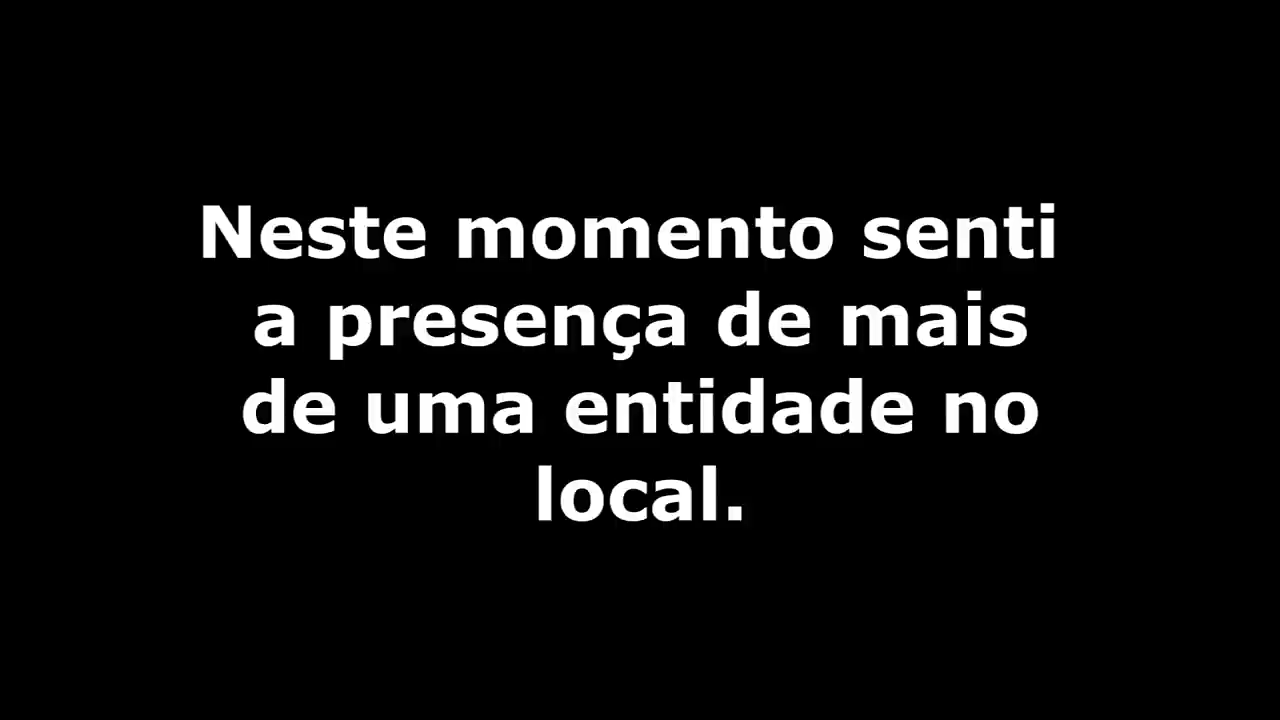 Neste momento senti
a presença de mais
de uma entidade no
local.